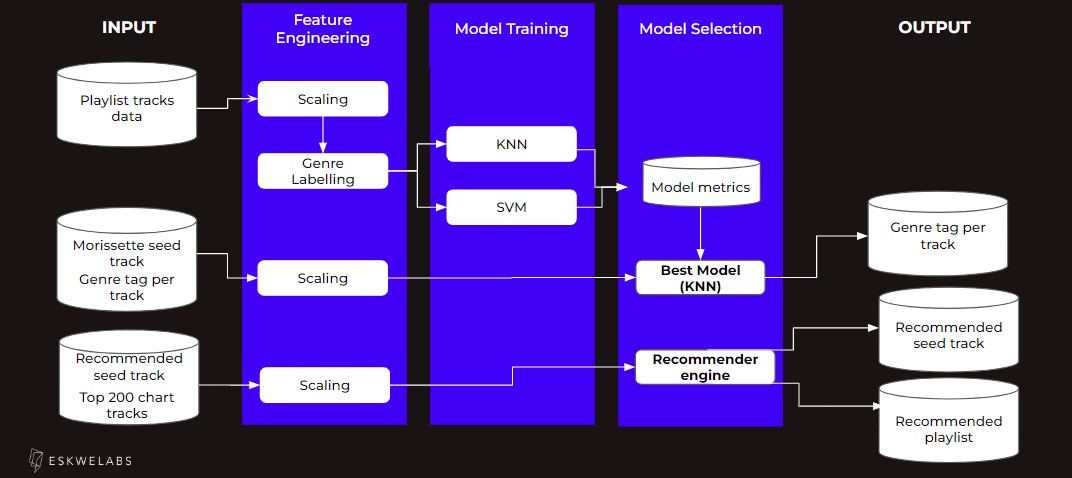 INPUT
Feature
Engineering
Model Training
Model Selection
OUTPUT
Playlist tracks
data
Scaling
Genre
Labelling
KNN
SVM
Model metrics
Morissette seed
track
Genre tag per
track
Scaling
Best Model
(KNN)
Genre tag per
track
Recommended
seed track
Top 200 chart
tracks
Scaling
Recommender
engine
Recommended
seed track
Recommended
playlist
ESKWELABS